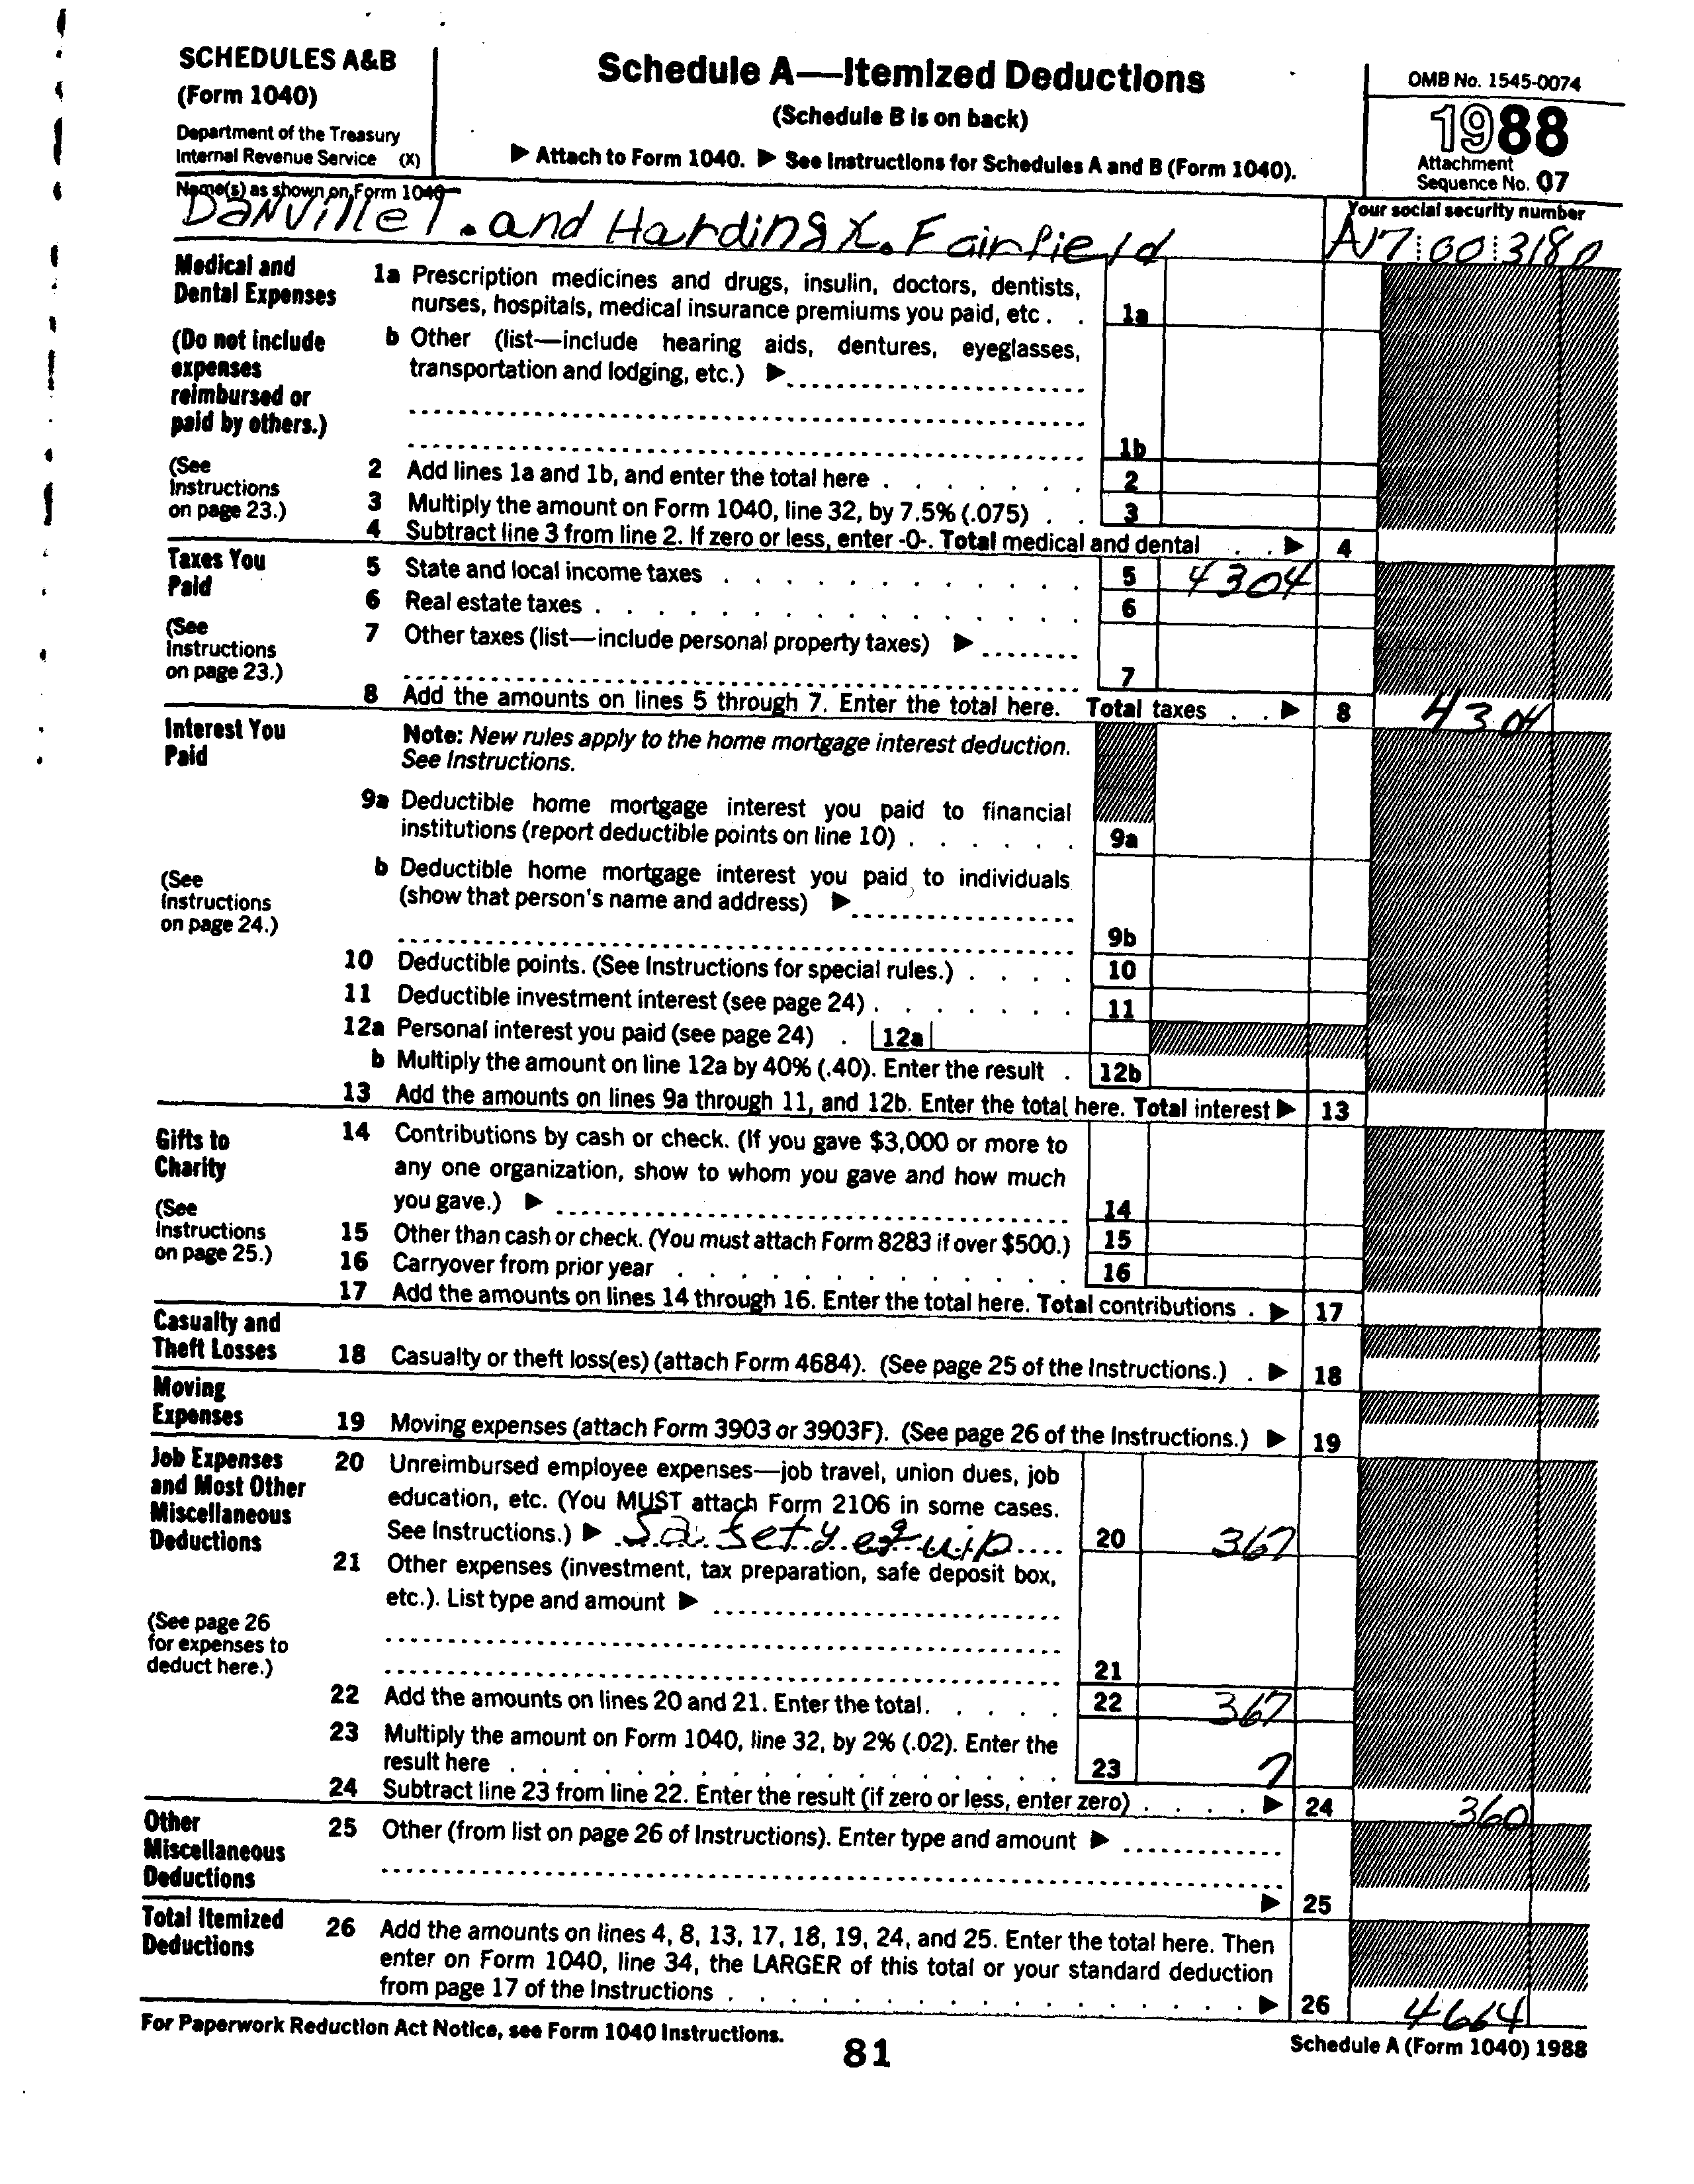 SCHEDULES A&B
(Form 1040)
Department of the Treasury
Internal Revenue Service (X)
Schedule A—Itemized Deductions
(Schedule B is on back)
▶ Attach to Form 1040. ▶ See Instructions for Schedules A and B (Form 1040).
OMB No. 1545-0074
1988
Attachment
Sequence No. 07
Name(s) as shown on Form 1040
Danville T. and Harding X. Fairfield
Your social security number
A17 00 3180
Medical and
Dental Expenses
(Do not include
expenses
reimbursed or
paid by others.)
(See
Instructions
on page 23.)
1a Prescription medicines and drugs, insulin, doctors, dentists,
nurses, hospitals, medical insurance premiums you paid, etc . . 1a
b Other (list—include hearing aids, dentures, eyeglasses,
transportation and lodging, etc.) ▶
1b
2 Add lines 1a and 1b, and enter the total here . . . . . . . 2
3 Multiply the amount on Form 1040, line 32, by 7.5% (.075) . . 3
4 Subtract line 3 from line 2. If zero or less, enter -0-. Total medical and dental . . ▶ 4
Taxes You
Paid
(See
Instructions
on page 23.)
5 State and local income taxes . . . . . . . . . . . . 5 4304
6 Real estate taxes . . . . . . . . . . . . . . . 6
7 Other taxes (list—include personal property taxes) ▶
7
8 Add the amounts on lines 5 through 7. Enter the total here. Total taxes . . ▶ 8 4304
Interest You
Paid
(See
Instructions
on page 24.)
Note: New rules apply to the home mortgage interest deduction.
See Instructions.
9a Deductible home mortgage interest you paid to financial
institutions (report deductible points on line 10) . . . . . . 9a
b Deductible home mortgage interest you paid to individuals
(show that person's name and address) ▶
9b
10 Deductible points. (See Instructions for special rules.) . . . . 10
11 Deductible investment interest (see page 24) . . . . . . . 11
12a Personal interest you paid (see page 24) . 12a
b Multiply the amount on line 12a by 40% (.40). Enter the result . 12b
13 Add the amounts on lines 9a through 11, and 12b. Enter the total here. Total interest ▶ 13
Gifts to
Charity
(See
Instructions
on page 25.)
14 Contributions by cash or check. (If you gave $3,000 or more to
any one organization, show to whom you gave and how much
you gave.) ▶ 14
15 Other than cash or check. (You must attach Form 8283 if over $500.) 15
16 Carryover from prior year . . . . . . . . . . . . . 16
17 Add the amounts on lines 14 through 16. Enter the total here. Total contributions . ▶ 17
Casualty and
Theft Losses
18 Casualty or theft loss(es) (attach Form 4684). (See page 25 of the Instructions.) . ▶ 18
Moving
Expenses
19 Moving expenses (attach Form 3903 or 3903F). (See page 26 of the Instructions.) ▶ 19
Job Expenses
and Most Other
Miscellaneous
Deductions
(See page 26
for expenses to
deduct here.)
20 Unreimbursed employee expenses—job travel, union dues, job
education, etc. (You MUST attach Form 2106 in some cases.
See Instructions.) ▶ Safety equip 20 367
21 Other expenses (investment, tax preparation, safe deposit box,
etc.). List type and amount ▶
21
22 Add the amounts on lines 20 and 21. Enter the total. . . . . . 22 367
23 Multiply the amount on Form 1040, line 32, by 2% (.02). Enter the
result here . . . . . . . . . . . . . . . . . 23 7
24 Subtract line 23 from line 22. Enter the result (if zero or less, enter zero) . . . . ▶ 24 360
Other
Miscellaneous
Deductions
25 Other (from list on page 26 of Instructions). Enter type and amount ▶
▶ 25
Total Itemized
Deductions
26 Add the amounts on lines 4, 8, 13, 17, 18, 19, 24, and 25. Enter the total here. Then
enter on Form 1040, line 34, the LARGER of this total or your standard deduction
from page 17 of the Instructions . . . . . . . . . . . . . . . . ▶ 26 4664
For Paperwork Reduction Act Notice, see Form 1040 Instructions.
81
Schedule A (Form 1040) 1988